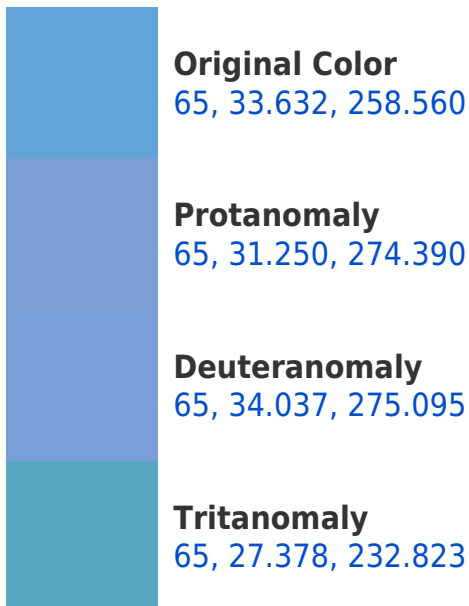 Original Color
65, 33.632, 258.560
Protanomaly
65, 31.250, 274.390
Deuteranomaly
65, 34.037, 275.095
Tritanomaly
65, 27.378, 232.823